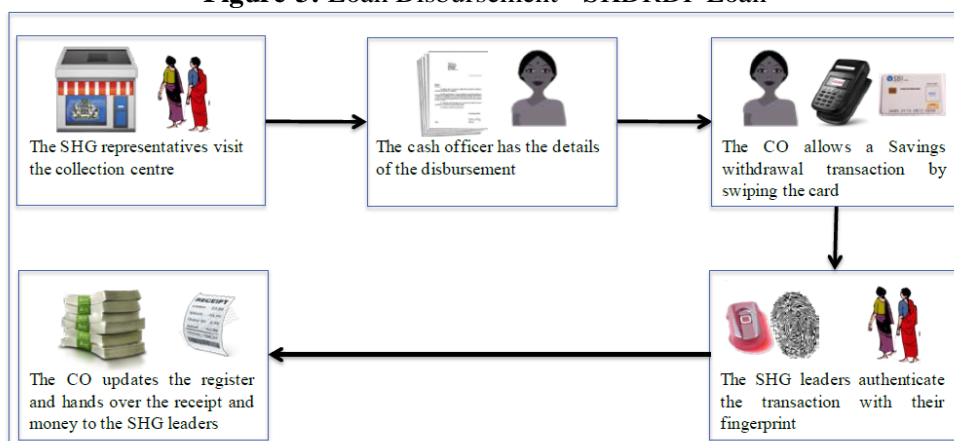 The SHG representatives visit
the collection centre
The cash officer has the details
of the disbursement
The CO allows a Savings
withdrawal transaction by
swiping the card
The SHG leaders authenticate
the transaction with their
fingerprint
RECEIPT
The CO updates the register
and hands over the receipt and
money to the SHG leaders